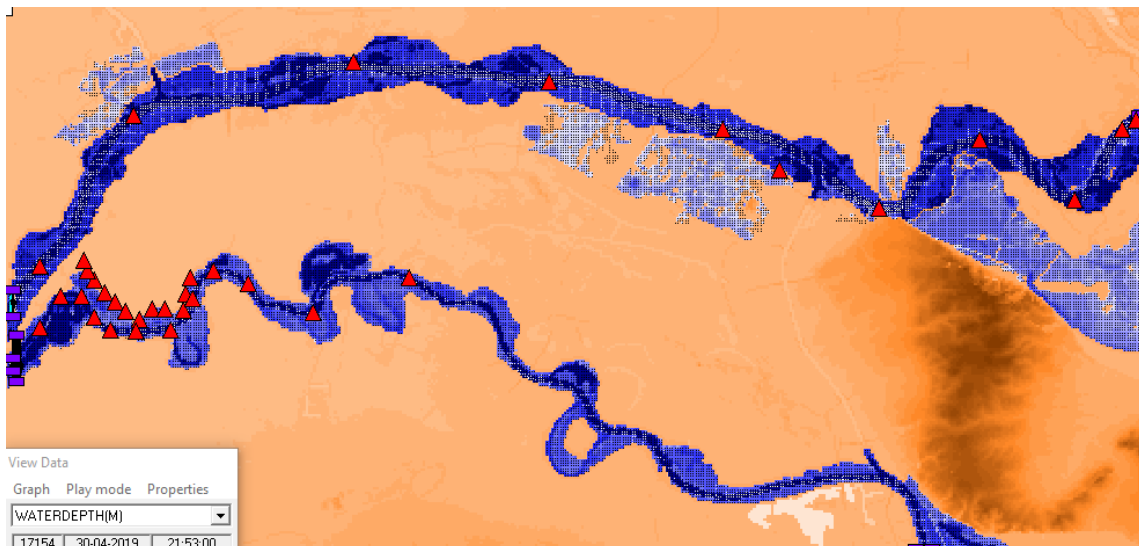 View Data
Graph Play mode Properties
WATERDEPTH(M)
17154 30-04-2019 21:53:00